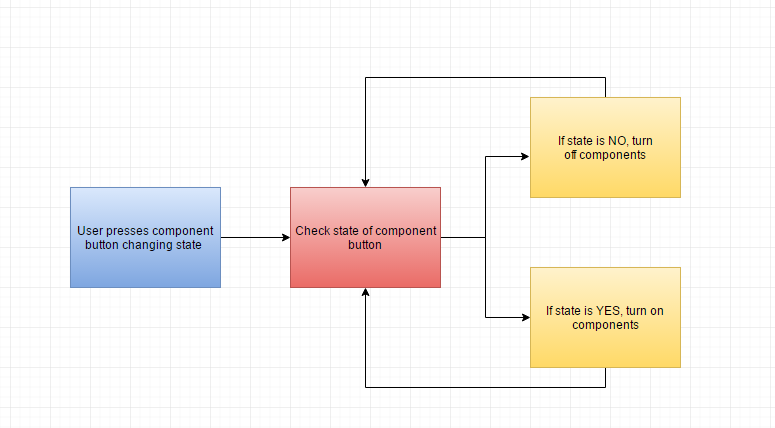 User presses component
button changing state
Check state of component
button
If state is NO, turn
off components
If state is YES, turn on
components